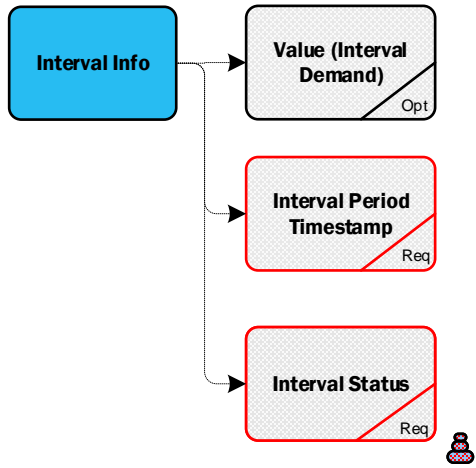 Interval Info
Value (Interval
Demand)
Opt
Interval Period
Timestamp
Req
Interval Status
Req